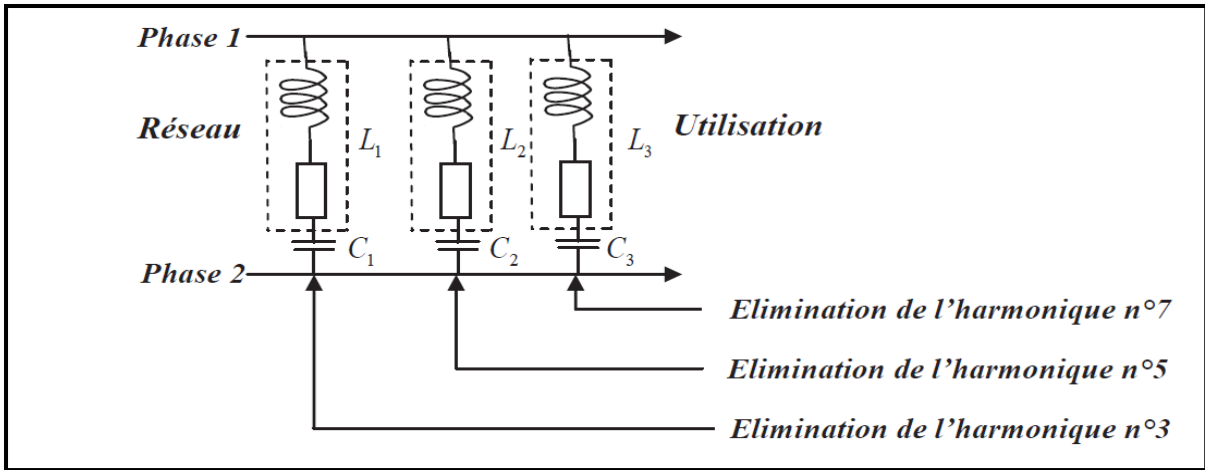 Phase 1
Réseau
L1
L2
L3
Utilisation
C1
C2
C3
Phase 2
Elimination de l'harmonique n°7
Elimination de l'harmonique n°5
Elimination de l'harmonique n°3